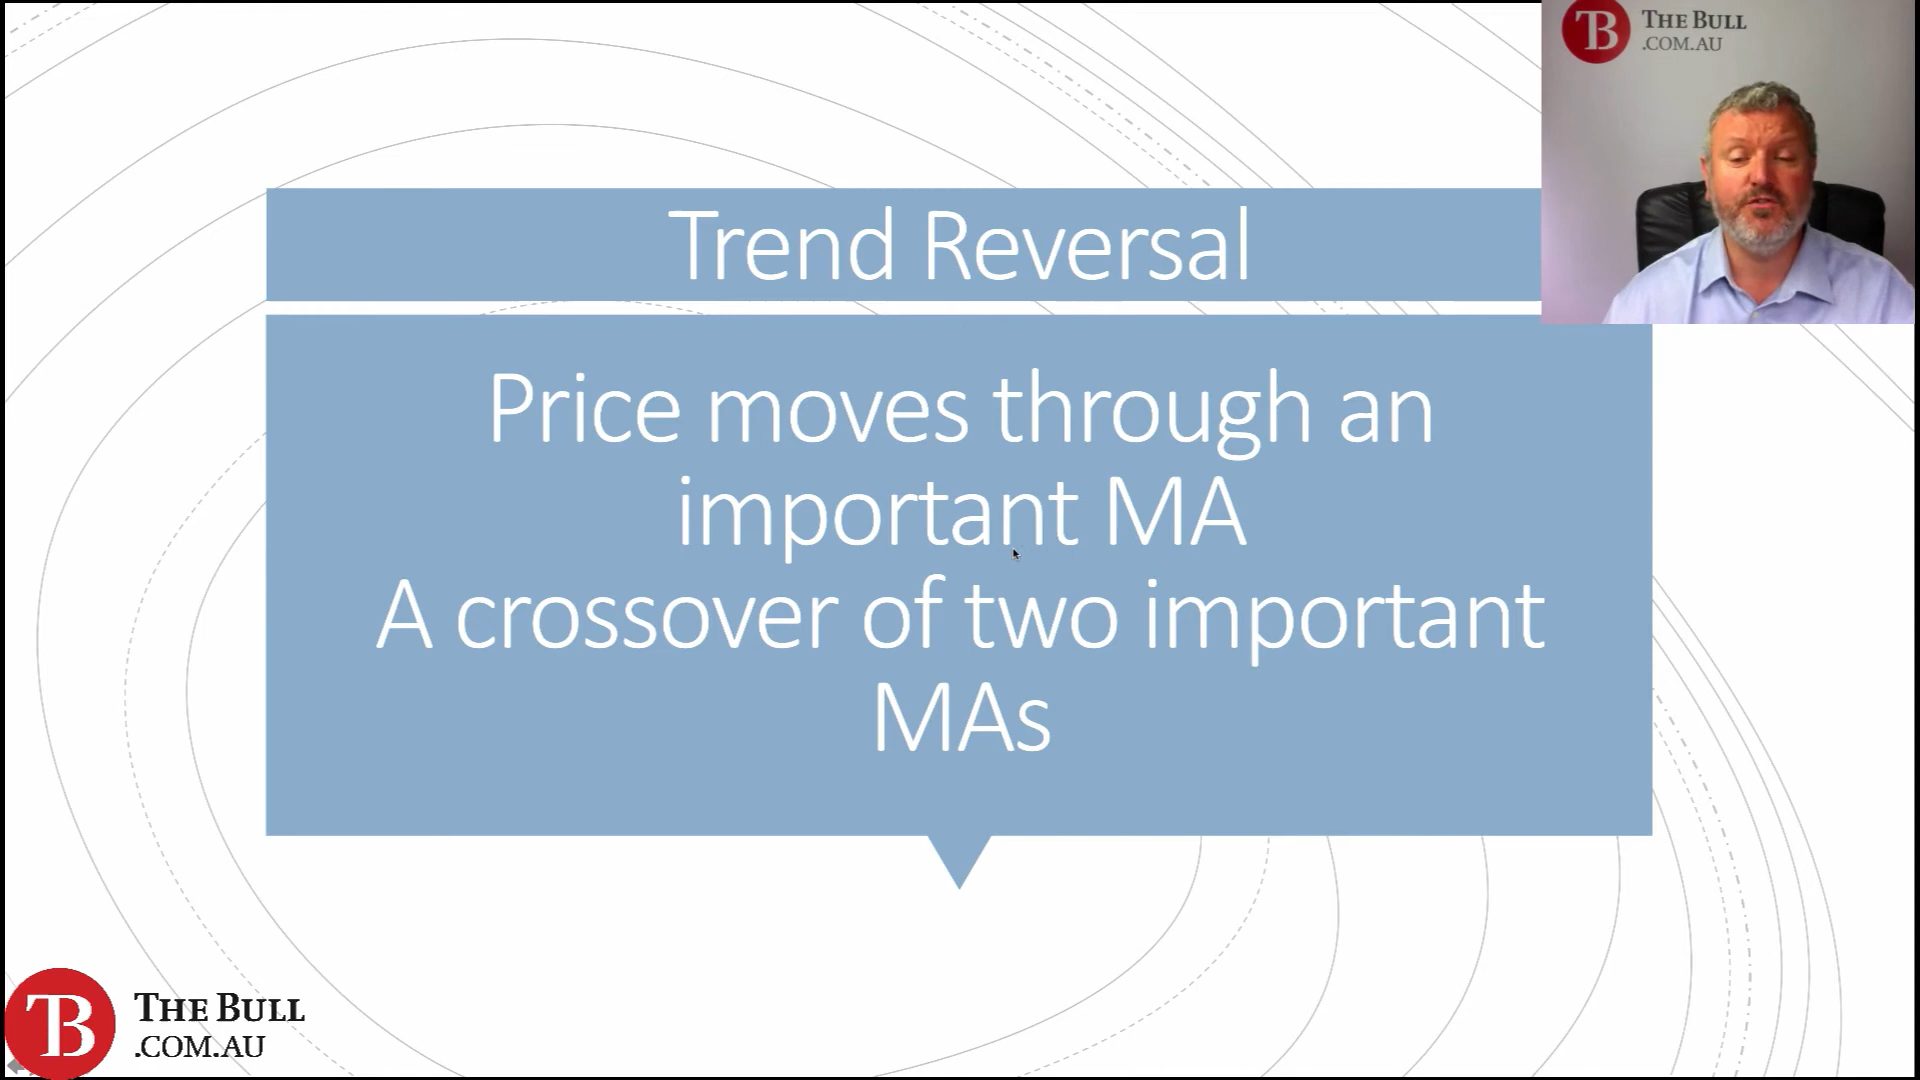 THE BULL
.COM.AU
Trend Reversal
Price moves through an
important MA
A crossover of two important
MAs
TB THE BULL
.COM.AU